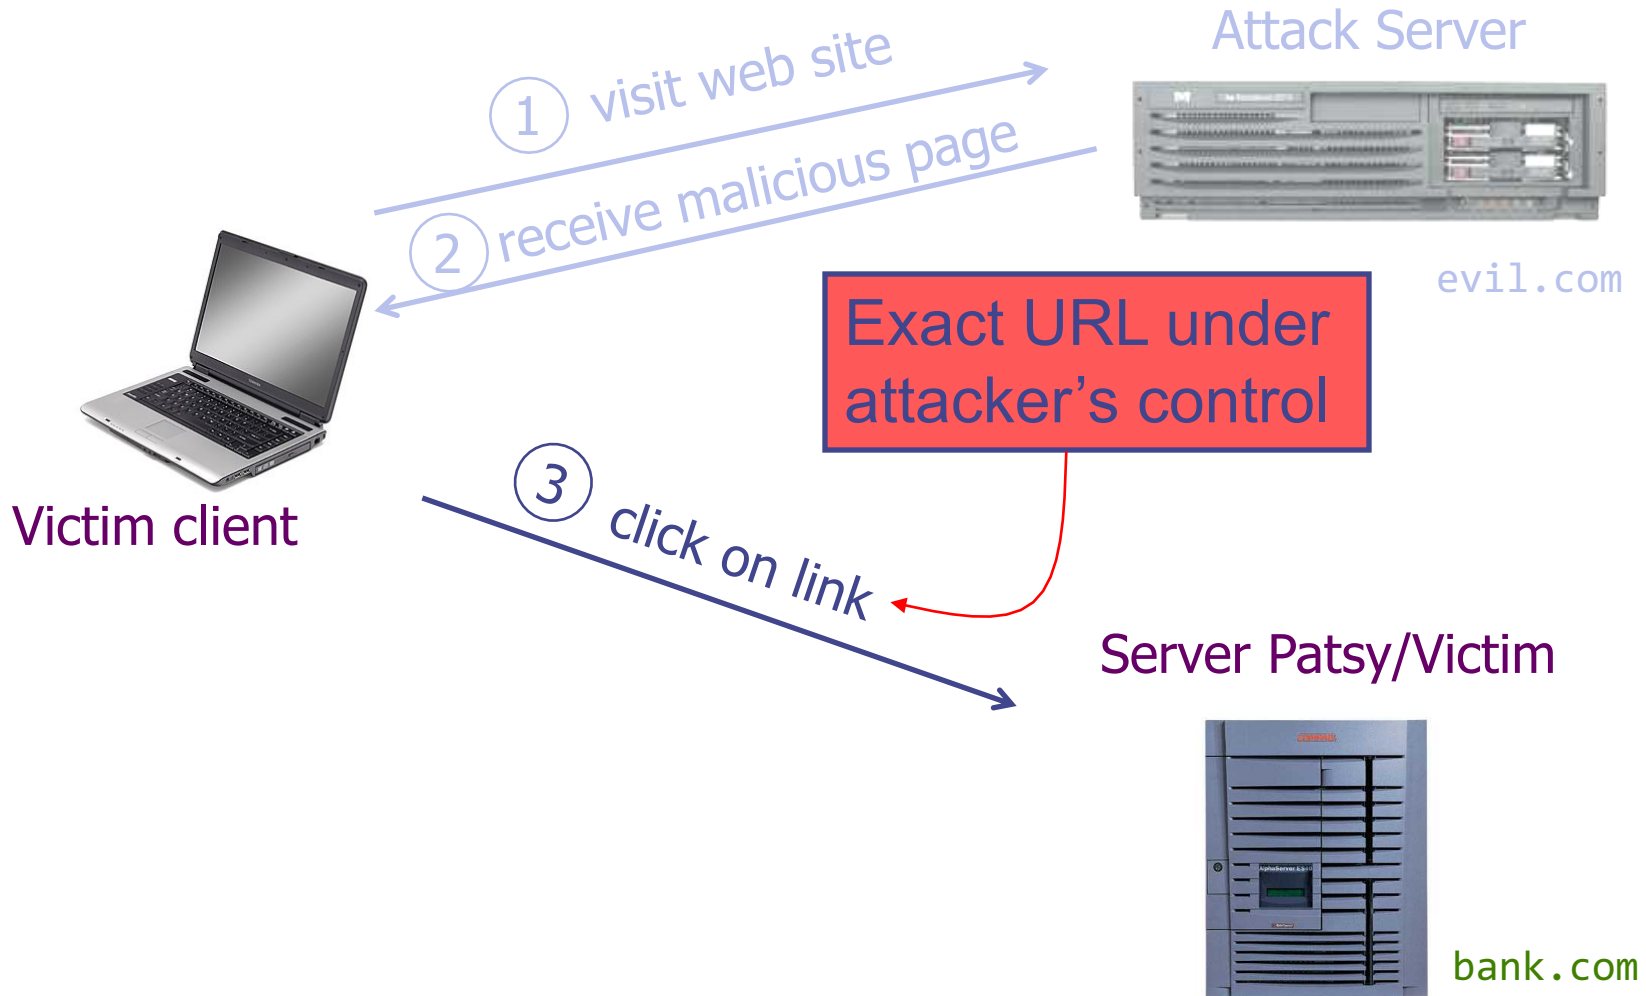 Attack Server
1 visit web site
2 receive malicious page
evil.com
Exact URL under
attacker’s control
Victim client
3 click on link
Server Patsy/Victim
bank.com